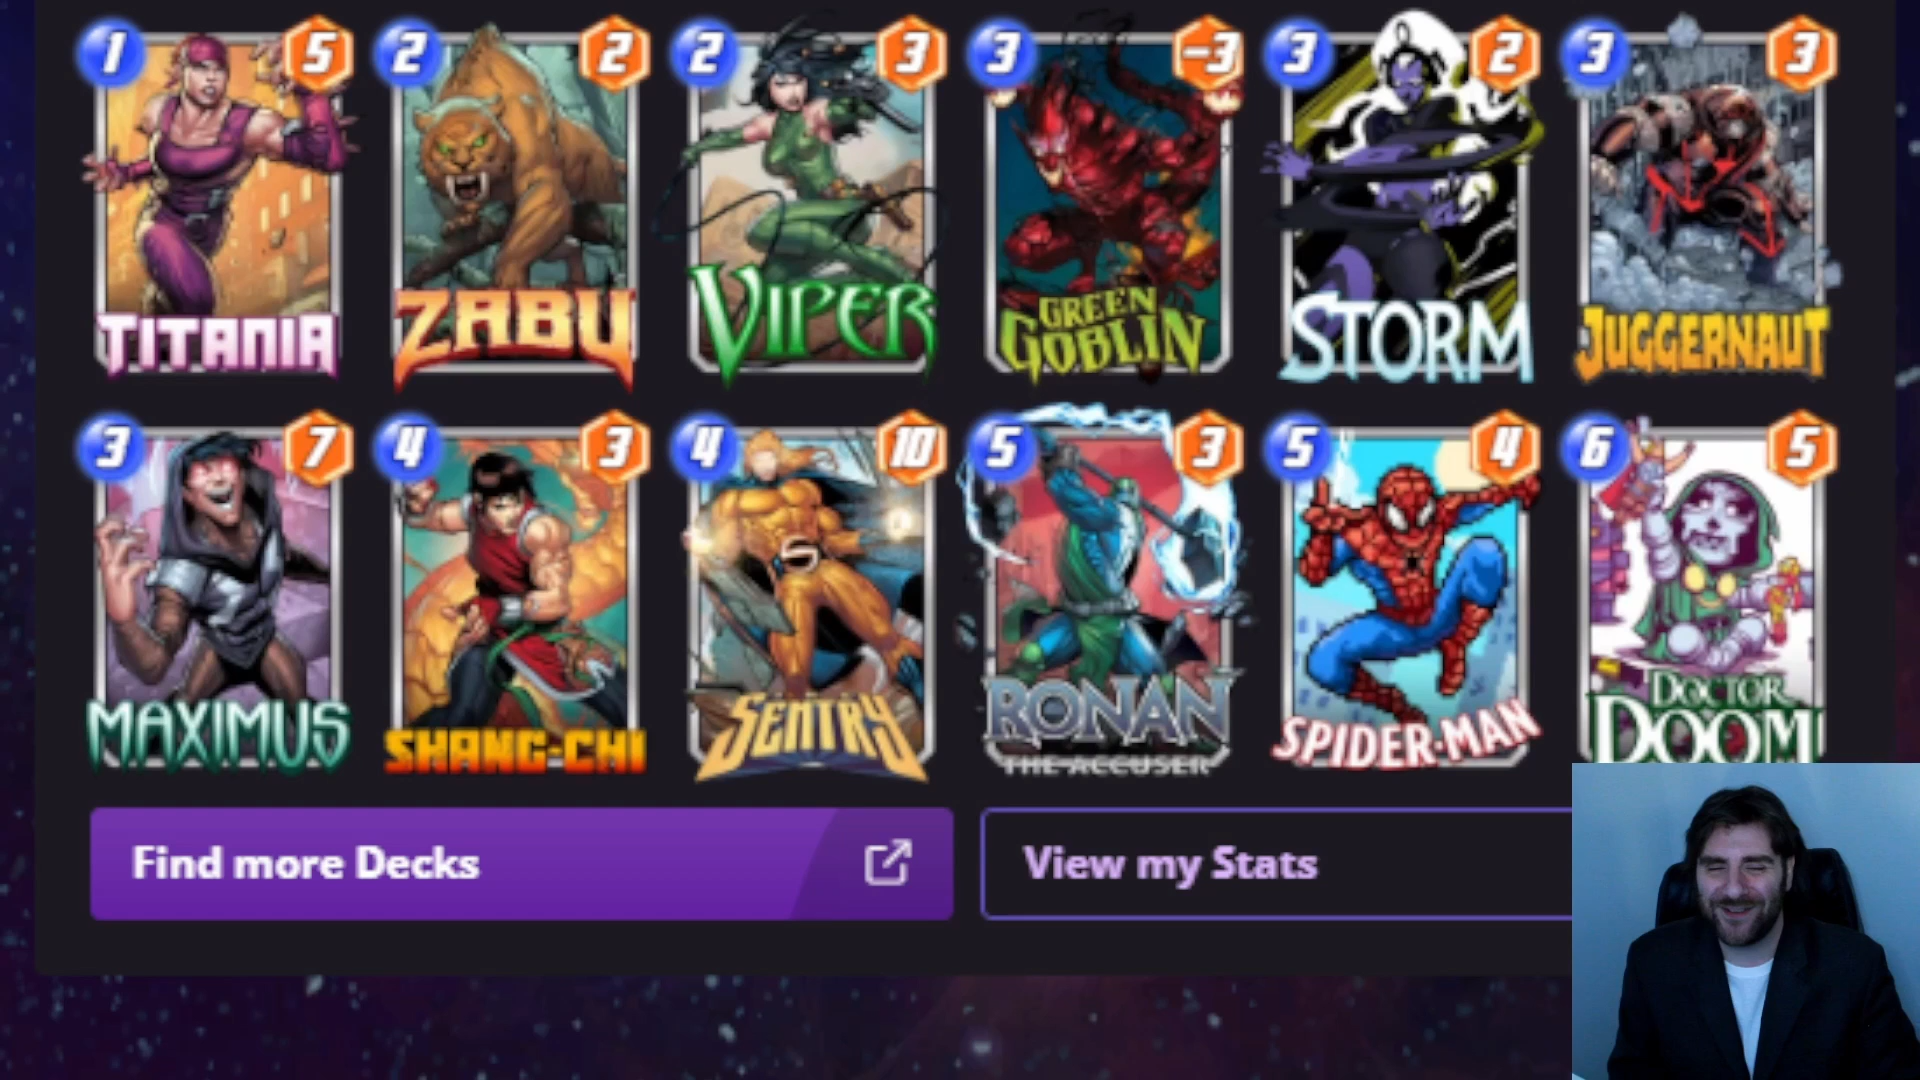 1 5 2 2 2 3 3 -3 3 2 3 3
TITANIA ZABU VIPER GREEN GOBLIN STORM JUGGERNAUT
3 7 4 3 4 10 5 3 5 4 6 5
MAXIMUS SHANG-CHI SENTRY RONAN THE ACCUSER SPIDER-MAN DOCTOR DOOM
Find more Decks View my Stats